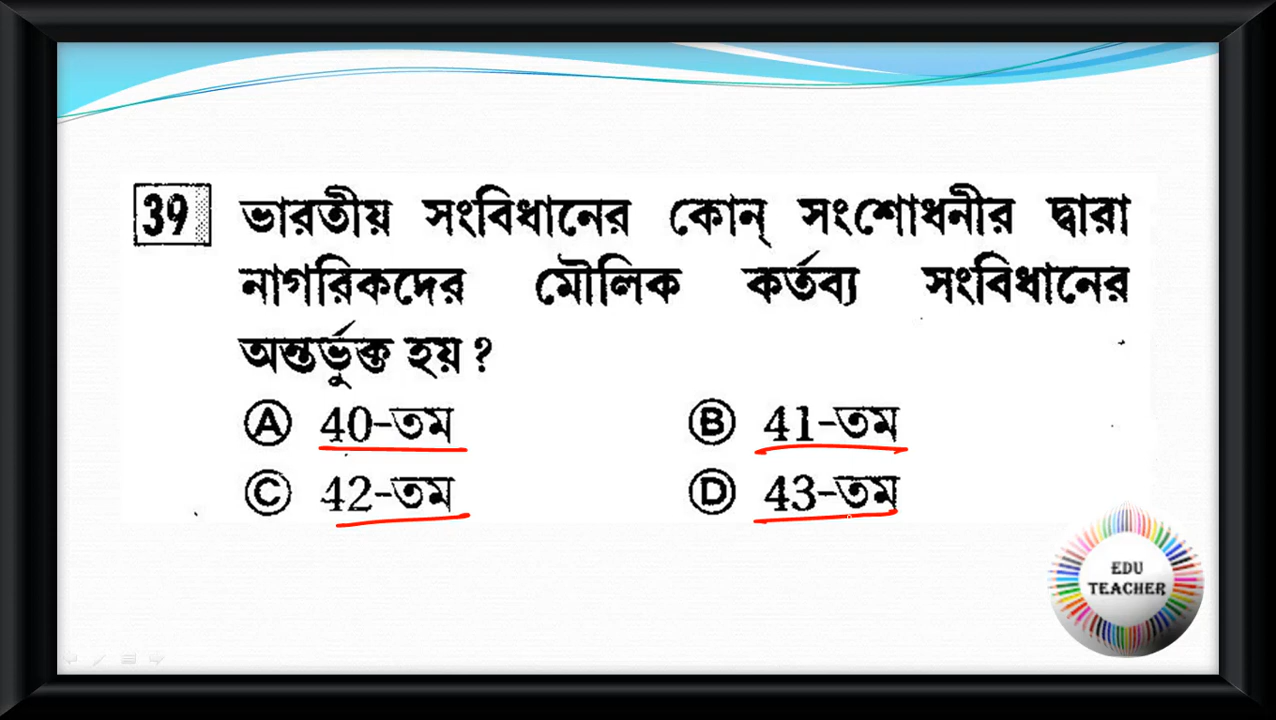 39 ভারতীয় সংবিধানের কোন্ সংশোধনীর দ্বারা
নাগরিকদের মৌলিক কর্তব্য সংবিধানের
অন্তর্ভুক্ত হয় ?
A 40-তম B 41-তম
C 42-তম D 43-তম
EDU
TEACHER